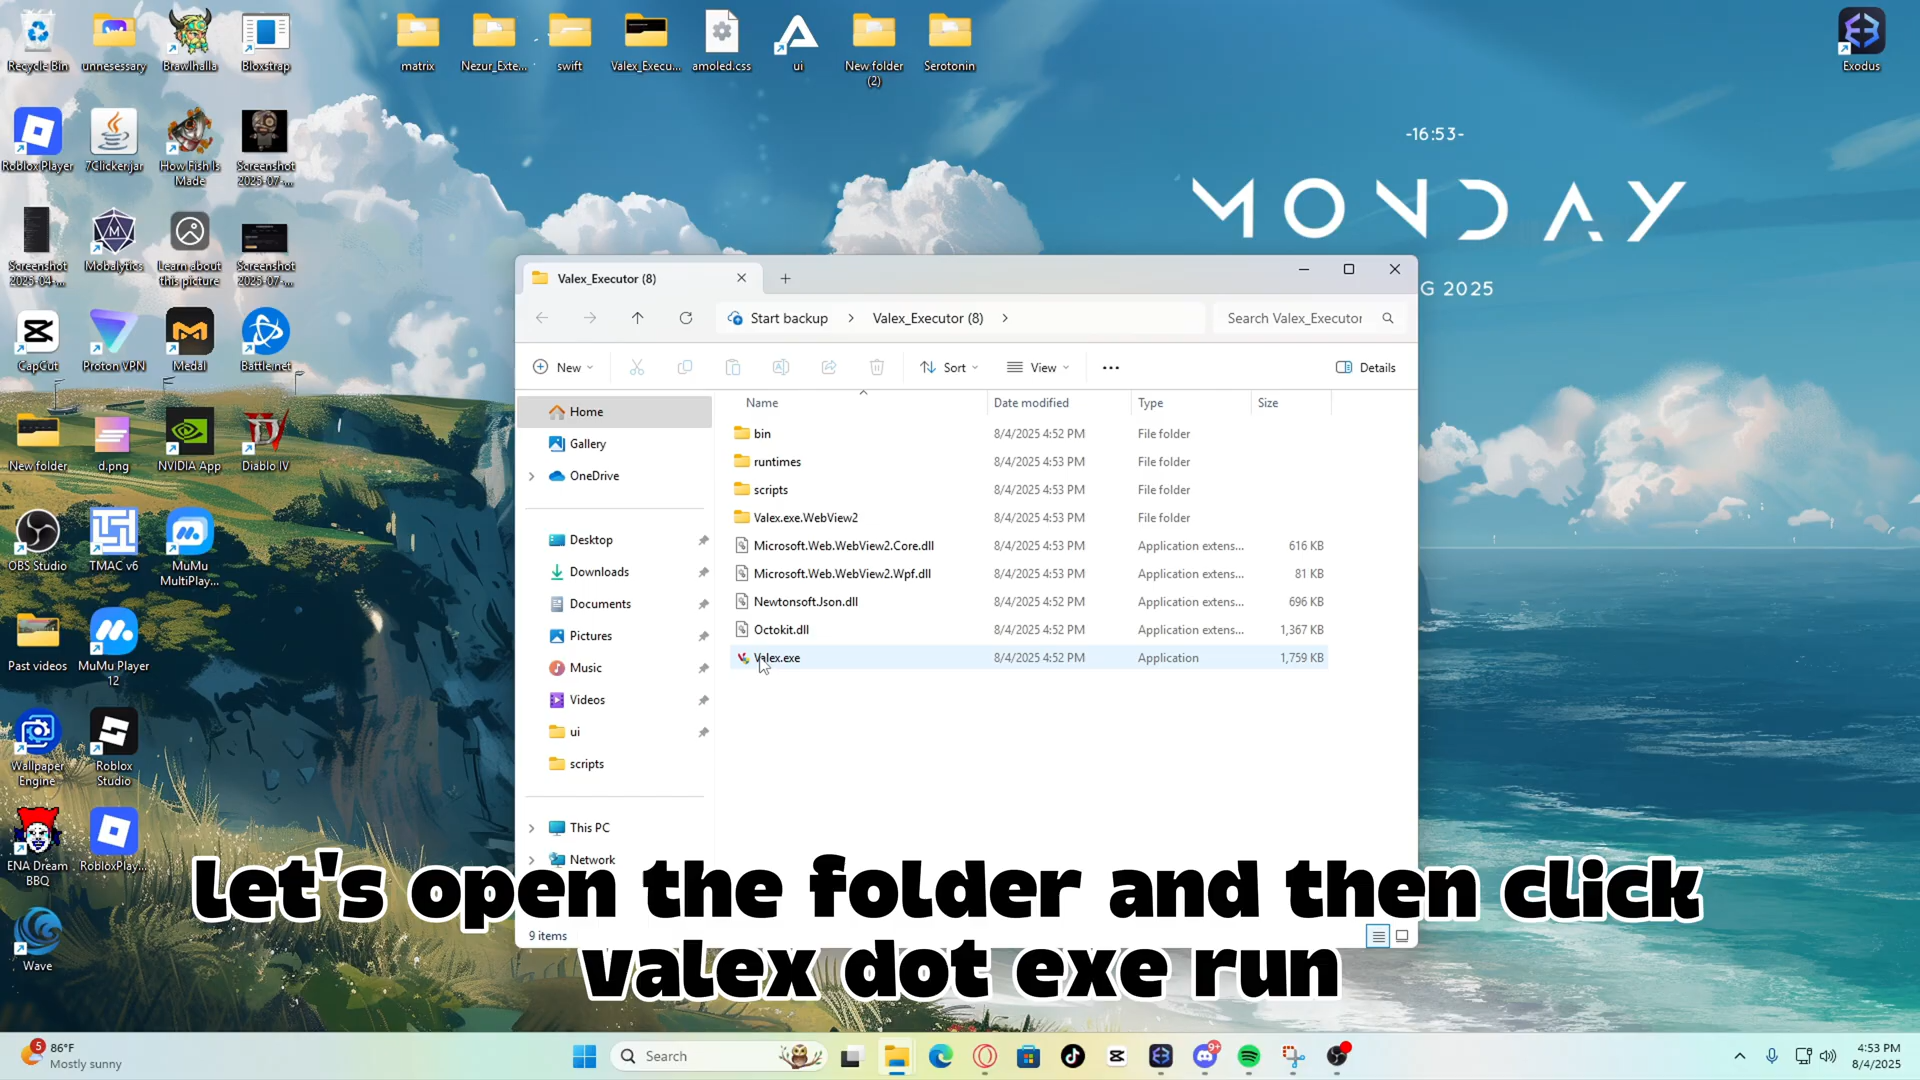 Recycle Bin
unnesessary
Brawlhalla
Bloxstrap
matrix
Nezur_Exte...
swift
Valex_Execu...
amoled.css
ui
New folder
(2)
Serotonin
Exodus
-16:53-
MONDAY
G 2025
Roblox Player
7Clicker.jar
How Fish Is
Made
Screenshot
2025-07-...
Screenshot
2025-04-...
Mobalytics
Learn about
this picture
Screenshot
2025-07-...
CapCut
Proton VPN
Medal
Battle.net
New folder
d.png
NVIDIA App
Diablo IV
OBS Studio
TMAC v6
MuMu
MultiPlay...
Past videos
MuMu Player
12
Wallpaper
Engine
Roblox
Studio
ENA Dream
BBQ
RobloxPlay...
Wave
Valex_Executor (8)
Start backup
Valex_Executor (8)
Search Valex_Executor
New
Sort
View
Details
Home
Gallery
OneDrive
Desktop
Downloads
Documents
Pictures
Music
Videos
ui
scripts
This PC
Network
Name Date modified Type Size
bin 8/4/2025 4:52 PM File folder
runtimes 8/4/2025 4:53 PM File folder
scripts 8/4/2025 4:53 PM File folder
Valex.exe.WebView2 8/4/2025 4:53 PM File folder
Microsoft.Web.WebView2.Core.dll 8/4/2025 4:53 PM Application extens... 616 KB
Microsoft.Web.WebView2.Wpf.dll 8/4/2025 4:53 PM Application extens... 81 KB
Newtonsoft.Json.dll 8/4/2025 4:52 PM Application extens... 696 KB
Octokit.dll 8/4/2025 4:52 PM Application extens... 1,367 KB
Valex.exe 8/4/2025 4:52 PM Application 1,759 KB
9 items
let's open the folder and then click
valex dot exe run
5
86°F
Mostly sunny
Search
9+
4:53 PM
8/4/2025